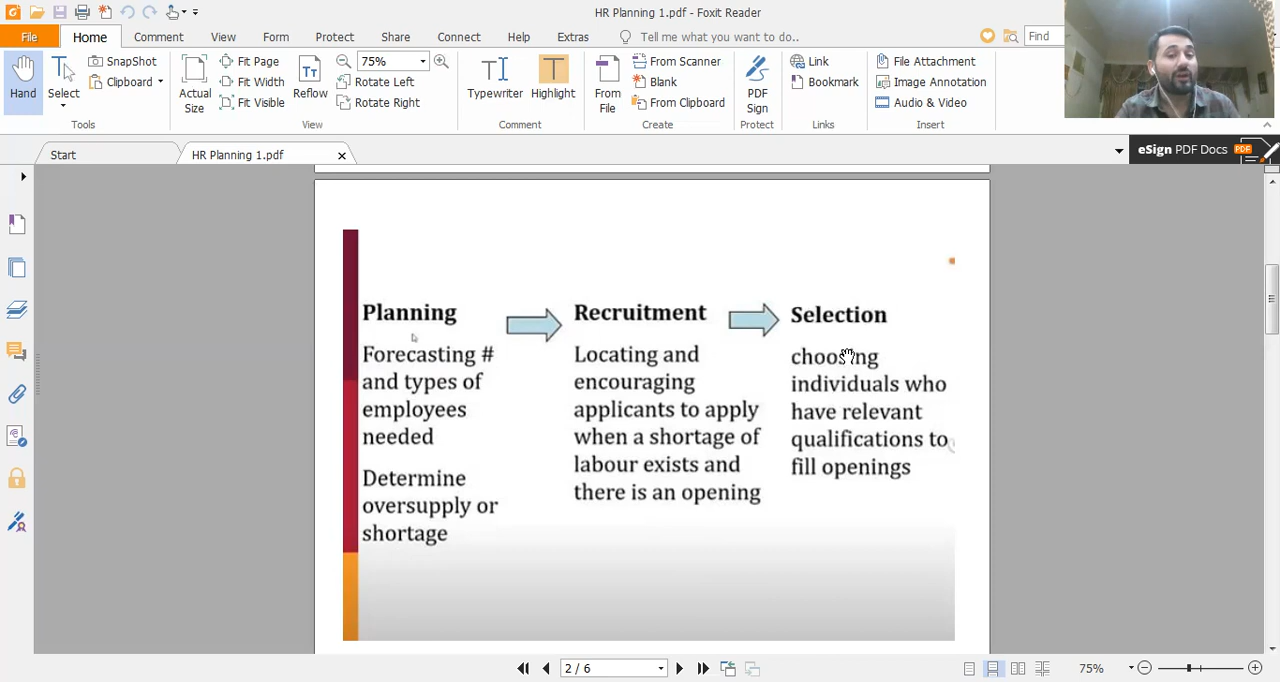 HR Planning 1.pdf - Foxit Reader
File Home Comment View Form Protect Share Connect Help Extras Tell me what you want to do.. Find
Hand
Select
SnapShot
Clipboard
Tools
Actual
Size
Fit Page
Fit Width
Fit Visible
Reflow
75%
Rotate Left
Rotate Right
View
Typewriter
Highlight
Comment
From
File
From Scanner
Blank
From Clipboard
Create
PDF
Sign
Protect
Link
Bookmark
Links
File Attachment
Image Annotation
Audio & Video
Insert
Start
HR Planning 1.pdf
eSign PDF Docs
PDF
Planning
Forecasting #
and types of
employees
needed
Determine
oversupply or
shortage
Recruitment
Locating and
encouraging
applicants to apply
when a shortage of
labour exists and
there is an opening
Selection
choosing
individuals who
have relevant
qualifications to
fill openings
2 / 6
75%